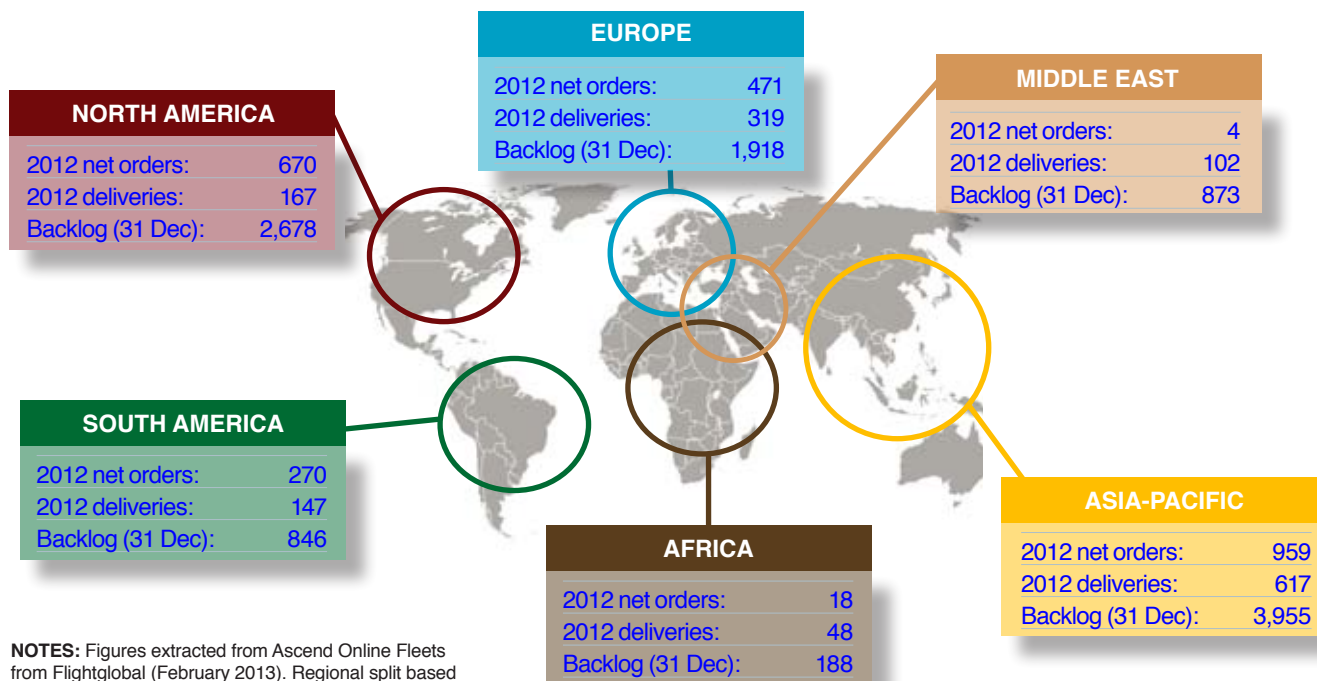 EUROPE
2012 net orders: 471
2012 deliveries: 319
Backlog (31 Dec): 1,918
MIDDLE EAST
2012 net orders: 4
2012 deliveries: 102
Backlog (31 Dec): 873
NORTH AMERICA
2012 net orders: 670
2012 deliveries: 167
Backlog (31 Dec): 2,678
SOUTH AMERICA
2012 net orders: 270
2012 deliveries: 147
Backlog (31 Dec): 846
AFRICA
2012 net orders: 18
2012 deliveries: 48
Backlog (31 Dec): 188
ASIA-PACIFIC
2012 net orders: 959
2012 deliveries: 617
Backlog (31 Dec): 3,955
NOTES: Figures extracted from Ascend Online Fleets
from Flightglobal (February 2013). Regional split based